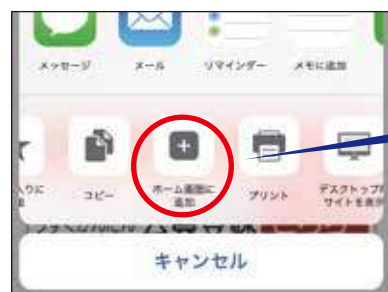 メッセージ
メール
リマインダー
メモに追加
コピー
ホーム画面に
追加
プリント
デスクトップ
サイトを表示
キャンセル